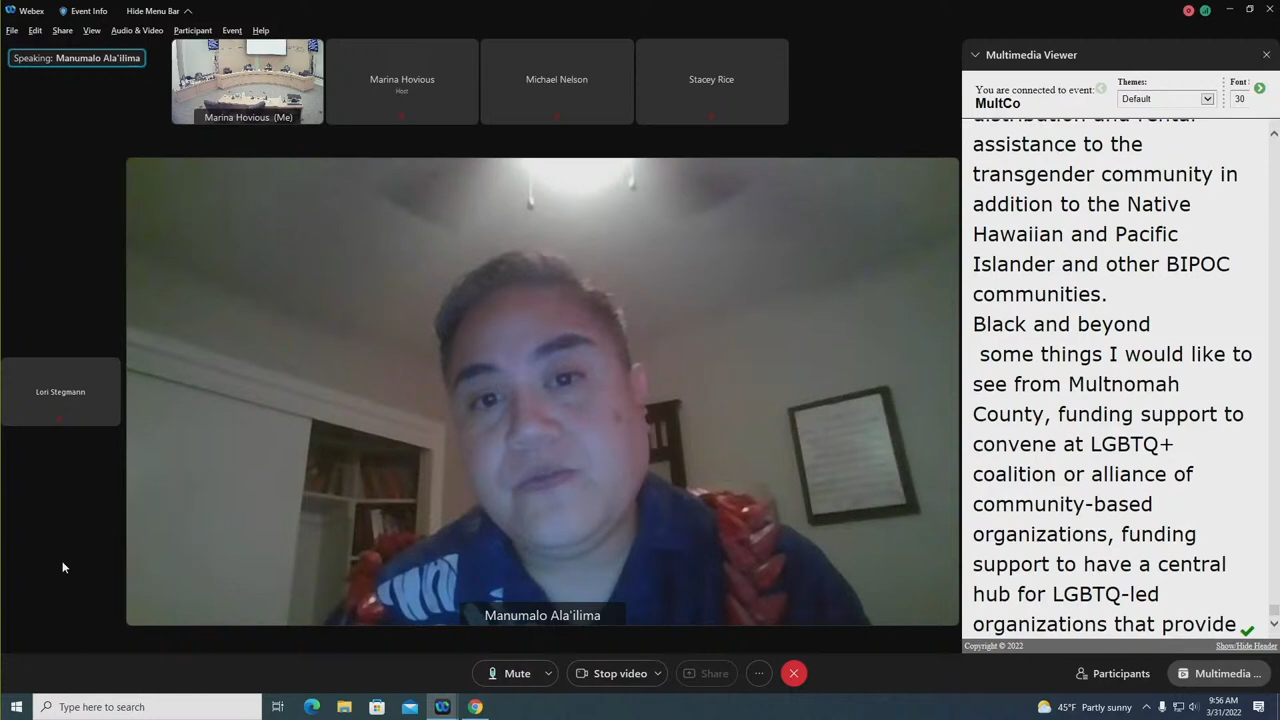 Webex
Event Info
Hide Menu Bar
File
Edit
Share
View
Audio & Video
Participant
Event
Help
Speaking: Manumalo Ala'ilima
Marina Hovious (Me)
Marina Hovious
Host
Michael Nelson
Stacey Rice
Lori Stegmann
Manumalo Ala'ilima
Multimedia Viewer
You are connected to event:
MultCo
Themes:
Default
Font
30
assistance to the
transgender community in
addition to the Native
Hawaiian and Pacific
Islander and other BIPOC
communities.
Black and beyond
some things I would like to
see from Multnomah
County, funding support to
convene at LGBTQ+
coalition or alliance of
community-based
organizations, funding
support to have a central
hub for LGBTQ-led
organizations that provide
Copyright © 2022
Show/Hide Header
Mute
Stop video
Share
Participants
Multimedia ...
Type here to search
45°F Partly sunny
9:56 AM
3/31/2022